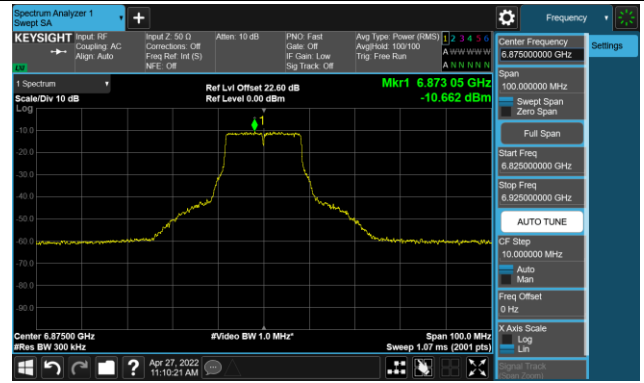 Spectrum Analyzer 1
Swept SA
+
Frequency
KEYSIGHT
Input: RF
Coupling: AC
Align: Auto
Input Z: 50 Ω
Corrections: Off
Freq Ref: Int (S)
NFE: Off
Atten: 10 dB
PNO: Fast
Gate: Off
IF Gain: Low
Sig Track: Off
Avg Type: Power (RMS)
Avg|Hold: 100/100
Trig: Free Run
1 2 3 4 5 6
A W W W W W
A N N N N N
LXI
1 Spectrum
Scale/Div 10 dB
Log
Ref Lvl Offset 22.60 dB
Ref Level 0.00 dBm
Mkr1 6.873 05 GHz
-10.662 dBm
1
-10.0
-20.0
-30.0
-40.0
-50.0
-60.0
-70.0
-80.0
-90.0
Center 6.87500 GHz
#Res BW 300 kHz
#Video BW 1.0 MHz*
Span 100.0 MHz
Sweep 1.07 ms (2001 pts)
Center Frequency
6.875000000 GHz
Settings
Span
100.000000 MHz
Swept Span
Zero Span
Full Span
Start Freq
6.825000000 GHz
Stop Freq
6.925000000 GHz
AUTO TUNE
CF Step
10.000000 MHz
Auto
Man
Freq Offset
0 Hz
X Axis Scale
Log
Lin
Signal Track
(Span Zoom)
?
Apr 27, 2022
11:10:21 AM